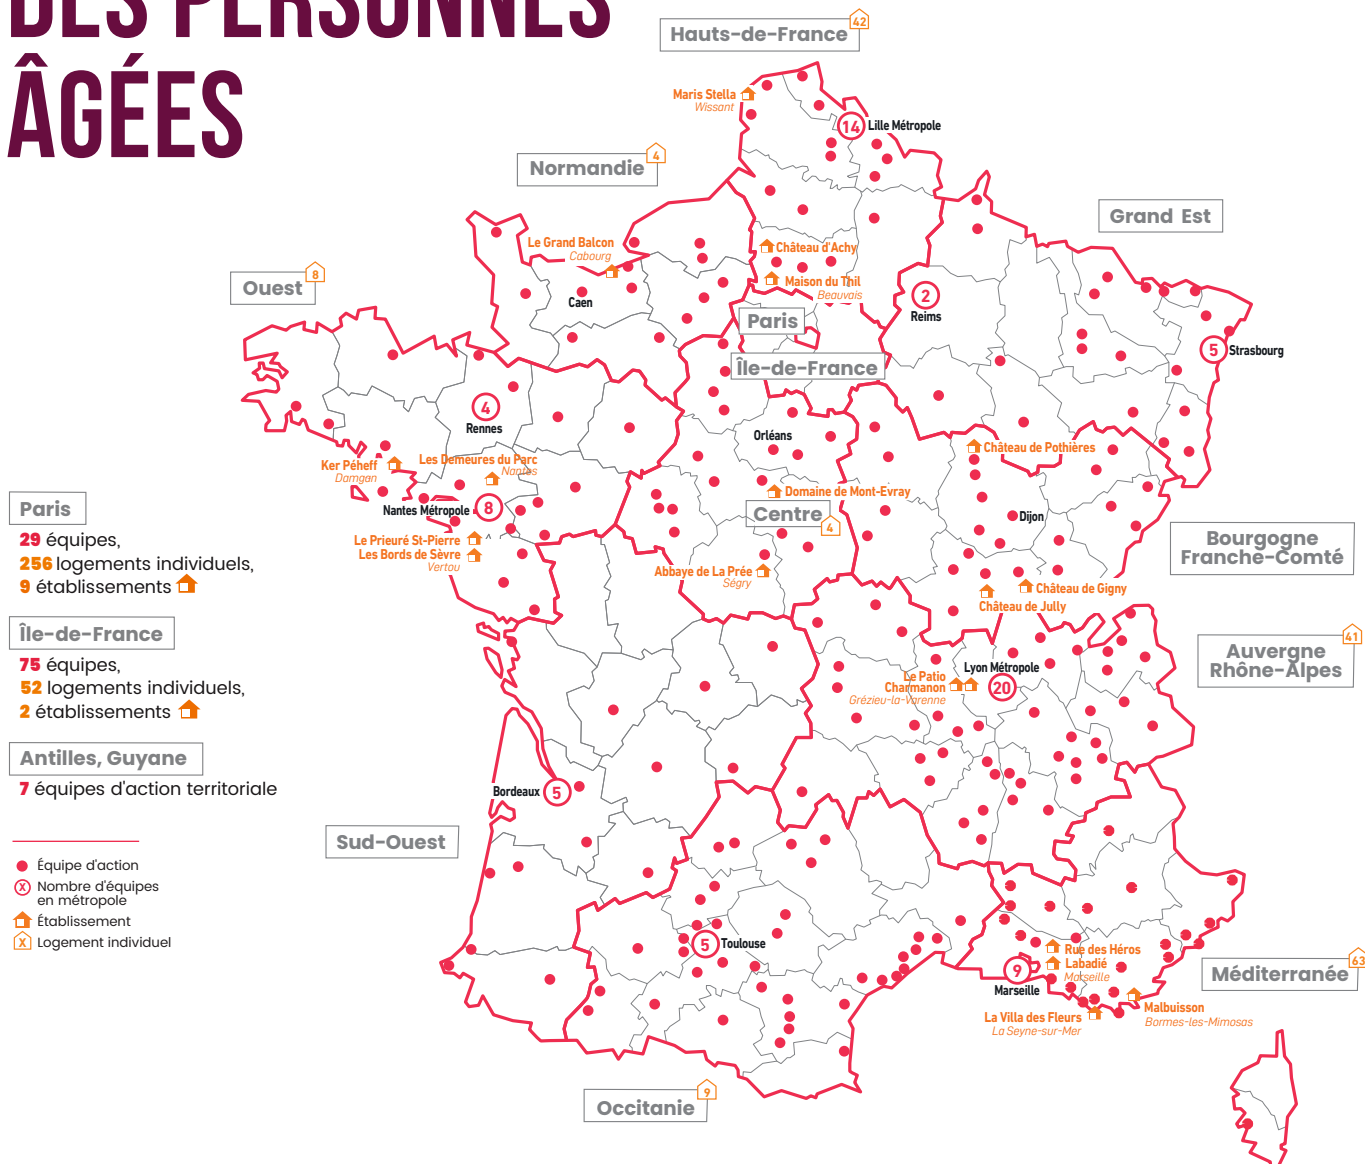 DES PERSONNES
ÂGÉES
Hauts-de-France
42
Maris Stella
Wissant
14
Lille Métropole
Normandie
4
Grand Est
Le Grand Balcon
Cabourg
Château d'Achy
Maison du Thil
Beauvais
Ouest
8
Caen
2
Reims
Paris
Île-de-France
5
Strasbourg
4
Rennes
Orléans
Château de Pothières
Ker Péheff
Damgan
Les Demeures du Parc
Nantes
Domaine de Mont-Evray
Nantes Métropole
8
Centre
4
Dijon
Le Prieuré St-Pierre
Les Bords de Sèvre
Vertou
Bourgogne
Franche-Comté
Abbaye de La Prée
Ségry
Château de Gigny
Château de Jully
Paris
29 équipes,
256 logements individuels,
9 établissements
Île-de-France
75 équipes,
52 logements individuels,
2 établissements
Antilles, Guyane
7 équipes d'action territoriale
41
Auvergne
Rhône-Alpes
Lyon Métropole
20
Le Patio
Charmanon
Grézieu-la-Varenne
Bordeaux
5
Sud-Ouest
Équipe d'action
X
Nombre d'équipes
en métropole
Établissement
X
Logement individuel
5
Toulouse
Rue des Héros
Labadié
Marseille
9
Marseille
Méditerranée
63
La Villa des Fleurs
La Seyne-sur-Mer
Malbuisson
Bormes-les-Mimosas
Occitanie
9